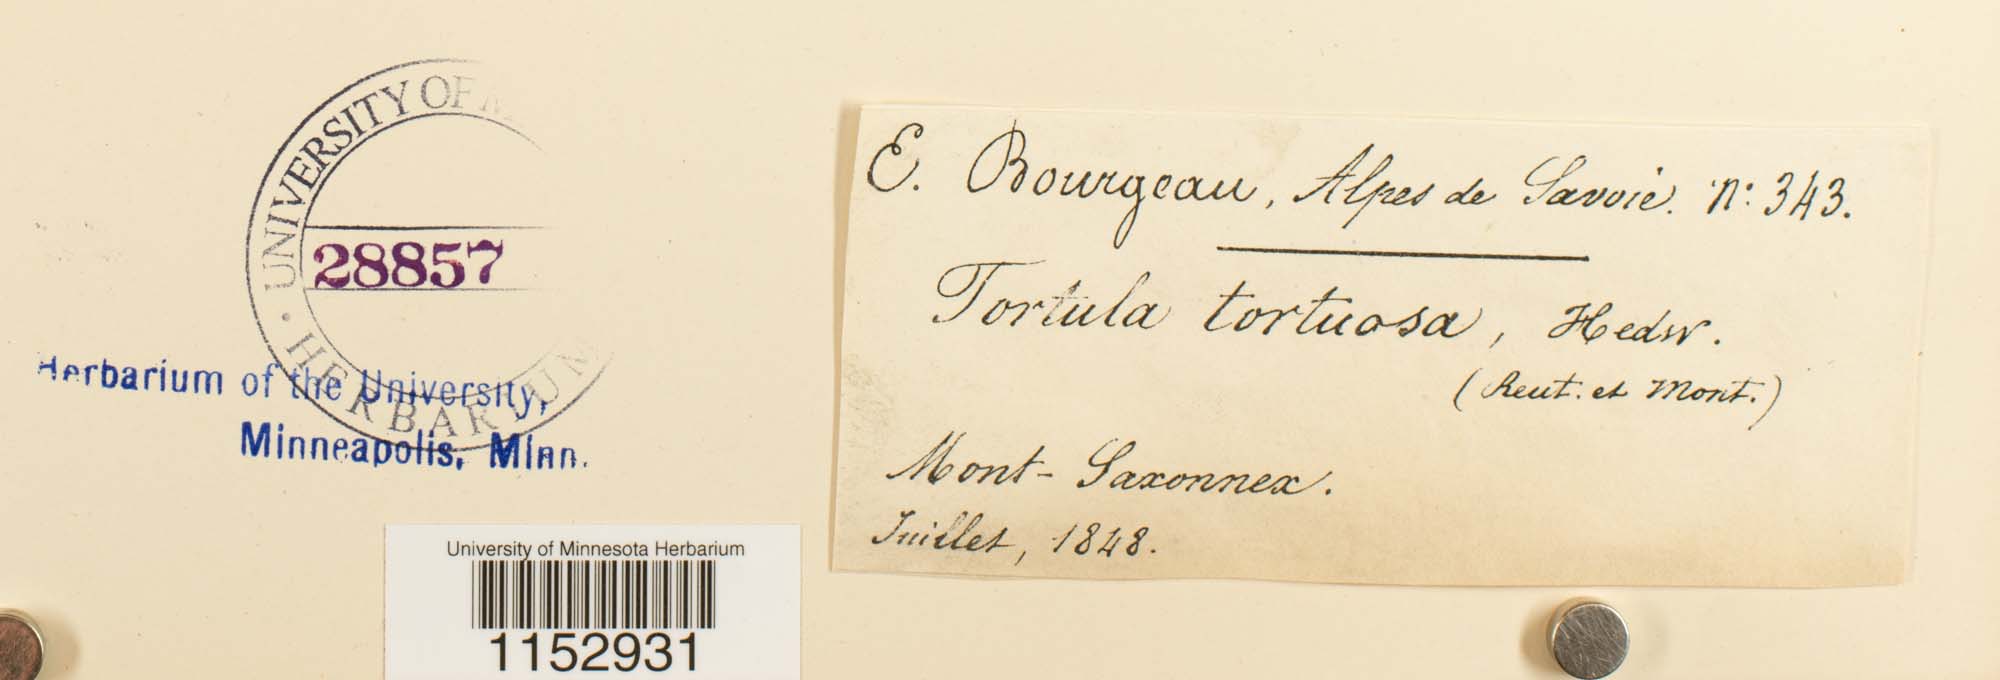 UNIVERSITY OF M
28857
· HERBARIUM
Herbarium of the University,
Minneapolis, Minn.
University of Minnesota Herbarium
1152931
E. Bourgeau, Alpes de Savoie. n: 343.
Tortula tortuosa, Hedw.
(Reut. et Mont.)
Mont-Saxonnex.
Juillet, 1848.